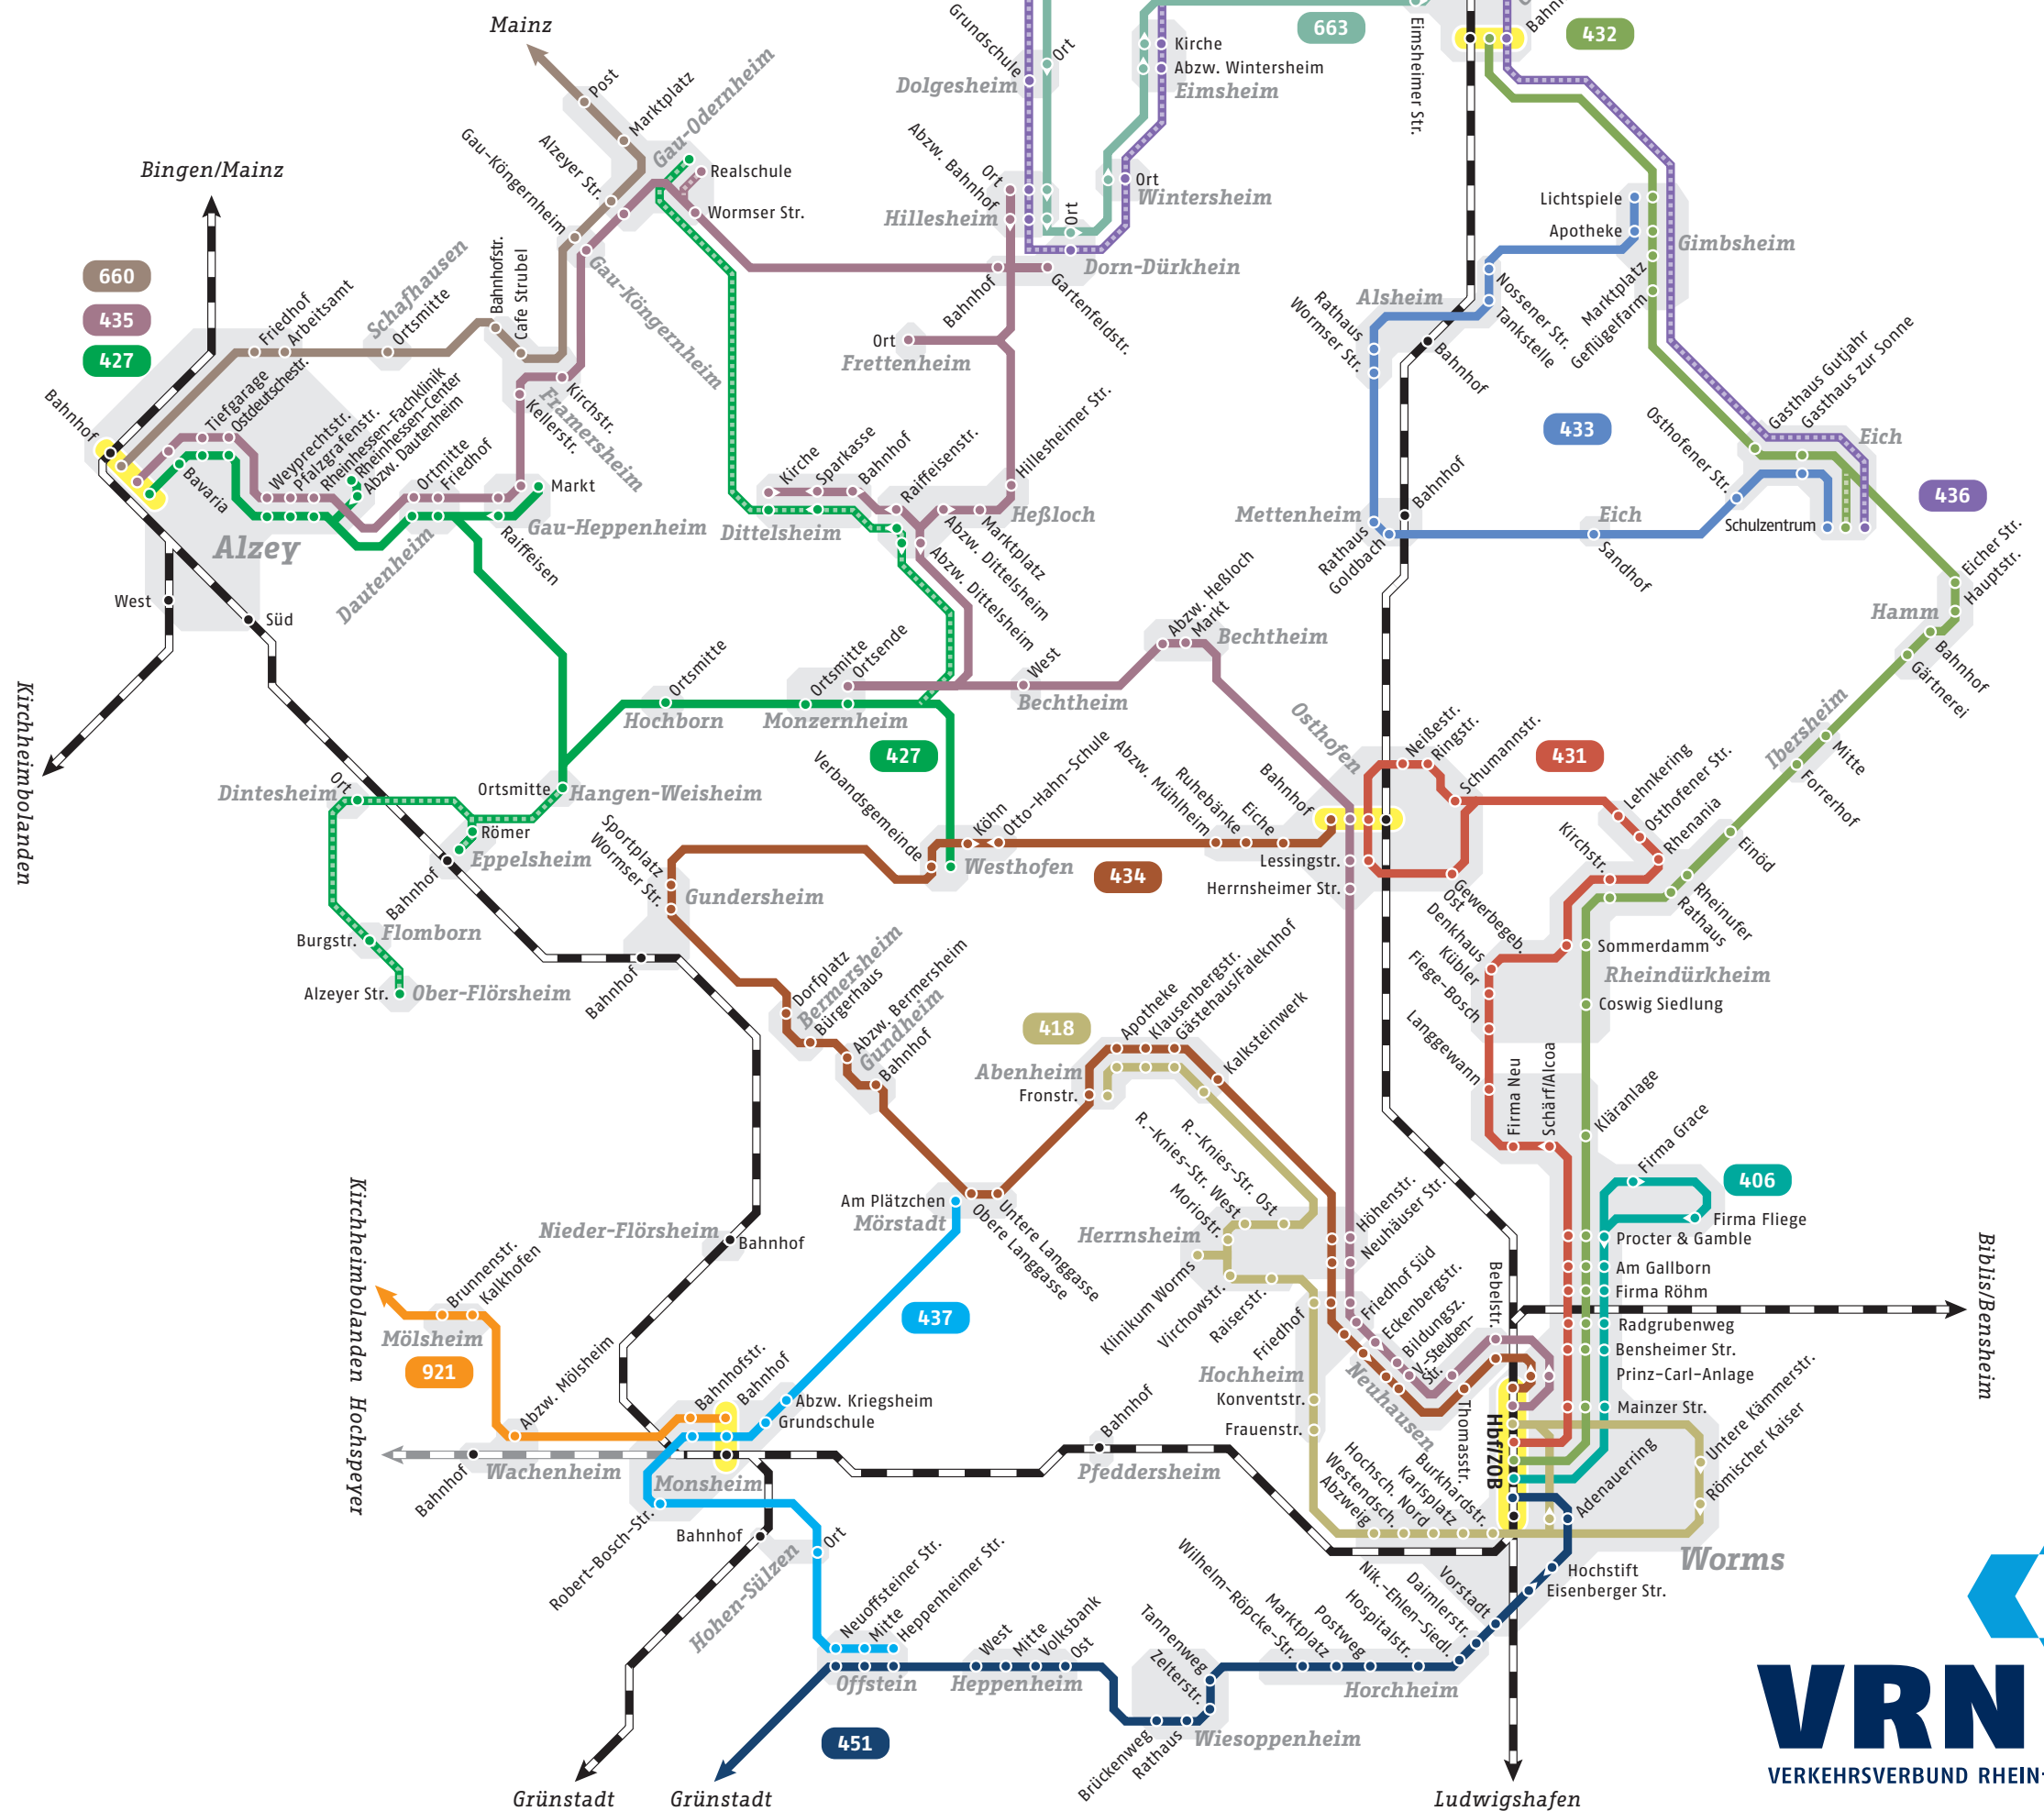 Mainz
Post
Marktplatz
Gau-Odernheim
Realschule
Wormser Str.
Alzeyer Str.
Gau-Köngernheim
Gau-Köngernheim
Bingen/Mainz
660
435
427
Grundschule
Ort
Dolgesheim
Abzw. Bahnhof
Ort
Hillesheim
Kirche
Abzw. Wintersheim
Eimsheim
Ort
Wintersheim
Ort
Dorn-Dürkhein
663
Eimsheimer Str.
432
Bahnhof
Gartenfeldstr.
Ort
Frettenheim
Lichtspiele
Apotheke
Gimbsheim
Marktplatz
Geflügelfarm
Alsheim
Rathaus
Wormser Str.
Nossener Str.
Tankstelle
Bahnhof
433
Gasthaus Gutjahr
Gasthaus zur Sonne
Eich
Osthofener Str.
Schulzentrum
436
Mettenheim
Bahnhof
Rathaus
Goldbach
Eich
Sandhof
Eicher Str.
Hauptstr.
Hamm
Bahnhof
Gärtnerei
Ibersheim
Mitte
Forrerhof
Einöd
Friedhof
Arbeitsamt
Schafhausen
Ortsmitte
Bahnhofstr.
Cafe Strubel
Framersheim
Kirchstr.
Kellerstr.
Bahnhof
Tiefgarage
Ostdeutschestr.
Bavaria
Weyprechtstr.
Pfalzgrafenstr.
Rheinhessen-Fachklinik
Rheinhessen-Center
Abzw. Dautenheim
Ortmitte
Friedhof
Markt
Gau-Heppenheim
Raiffeisen
Alzey
Dautenheim
West
Süd
Kirchheimbolanden
Kirche
Sparkasse
Bahnhof
Raiffeisenstr.
Hillesheimer Str.
Dittelsheim
Heßloch
Marktplatz
Abzw. Dittelsheim
Abzw. Dittelsheim
Abzw. Heßloch
Markt
Bechtheim
West
Bechtheim
Ortsmitte
Hochborn
Ortsmitte
Ortsende
Monzernheim
427
Ort
Dintesheim
Ortsmitte
Hangen-Weisheim
Römer
Eppelsheim
Bahnhof
Burgstr.
Flomborn
Alzeyer Str.
Ober-Flörsheim
Sportplatz
Wormser Str.
Gundersheim
Bahnhof
Verbandsgemeinde
Köhn
Otto-Hahn-Schule
Westhofen
434
Abzw. Mühlheim
Ruhebänke
Eiche
Bahnhof
Osthofen
Neißestr.
Ringstr.
Schumannstr.
Lessingstr.
Herrnsheimer Str.
Gewerbegeb.
Ost
431
Lehnkering
Osthofener Str.
Rhenania
Kirchstr.
Rheinufer
Rathaus
Denkhaus
Kübler
Fiege-Bosch
Sommerdamm
Rheindürkheim
Coswig Siedlung
Langgewann
Firma Neu
Schärf/Alcoa
Kläranlage
Firma Grace
406
Firma Fliege
Procter & Gamble
Am Gallborn
Firma Röhm
Radgrubenweg
Bensheimer Str.
Prinz-Carl-Anlage
Mainzer Str.
Biblis/Bensheim
Dorfplatz
Bermersheim
Bürgerhaus
Abzw. Bermersheim
Gundheim
Bahnhof
418
Apotheke
Klausenbergstr.
Gästehaus/Faleknhof
Kalksteinwerk
Abenheim
Fronstr.
R.-Knies-Str. West
R.-Knies-Str. Ost
Moriostr.
Herrnsheim
Klinikum Worms
Virchowstr.
Raiserstr.
Höhenstr.
Neuhäuser Str.
Friedhof Süd
Eckenbergstr.
Bildungsz.
V.-Steuben-
Str.
Bebelstr.
Friedhof
Hochheim
Konventstr.
Frauenstr.
Neuhausen
Thomasstr.
Hbf/ZOB
Am Plätzchen
Mörstadt
Obere Langgasse
Untere Langgasse
437
Nieder-Flörsheim
Bahnhof
Kirchheimbolanden Hochspeyer
Brunnenstr.
Kalkhofen
Mölsheim
921
Abzw. Mölsheim
Bahnhofstr.
Bahnhof
Abzw. Kriegsheim
Grundschule
Bahnhof
Wachenheim
Monsheim
Robert-Bosch-Str.
Bahnhof
Hohen-Sülzen
Ort
Bahnhof
Pfeddersheim
Abzweig
Westendsch.
Hochsch. Nord
Karlsplatz
Burkhardstr.
Adenauerring
Untere Kämmererstr.
Römischer Kaiser
Worms
Hochstift
Eisenberger Str.
Vorstadt
Daimlerstr.
Nik.-Ehlen-Siedl.
Hospitalstr.
Postweg
Marktplatz
Wilhelm-Röpcke-Str.
Horchheim
Tannenweg
Zelterstr.
Wiesoppenheim
Brückenweg
Rathaus
Neuoffsteiner Str.
Mitte
Heppenheimer Str.
Offstein
West
Mitte
Volksbank
Ost
Heppenheim
451
Grünstadt
Grünstadt
Ludwigshafen
VRN
VERKEHRSVERBUND RHEIN